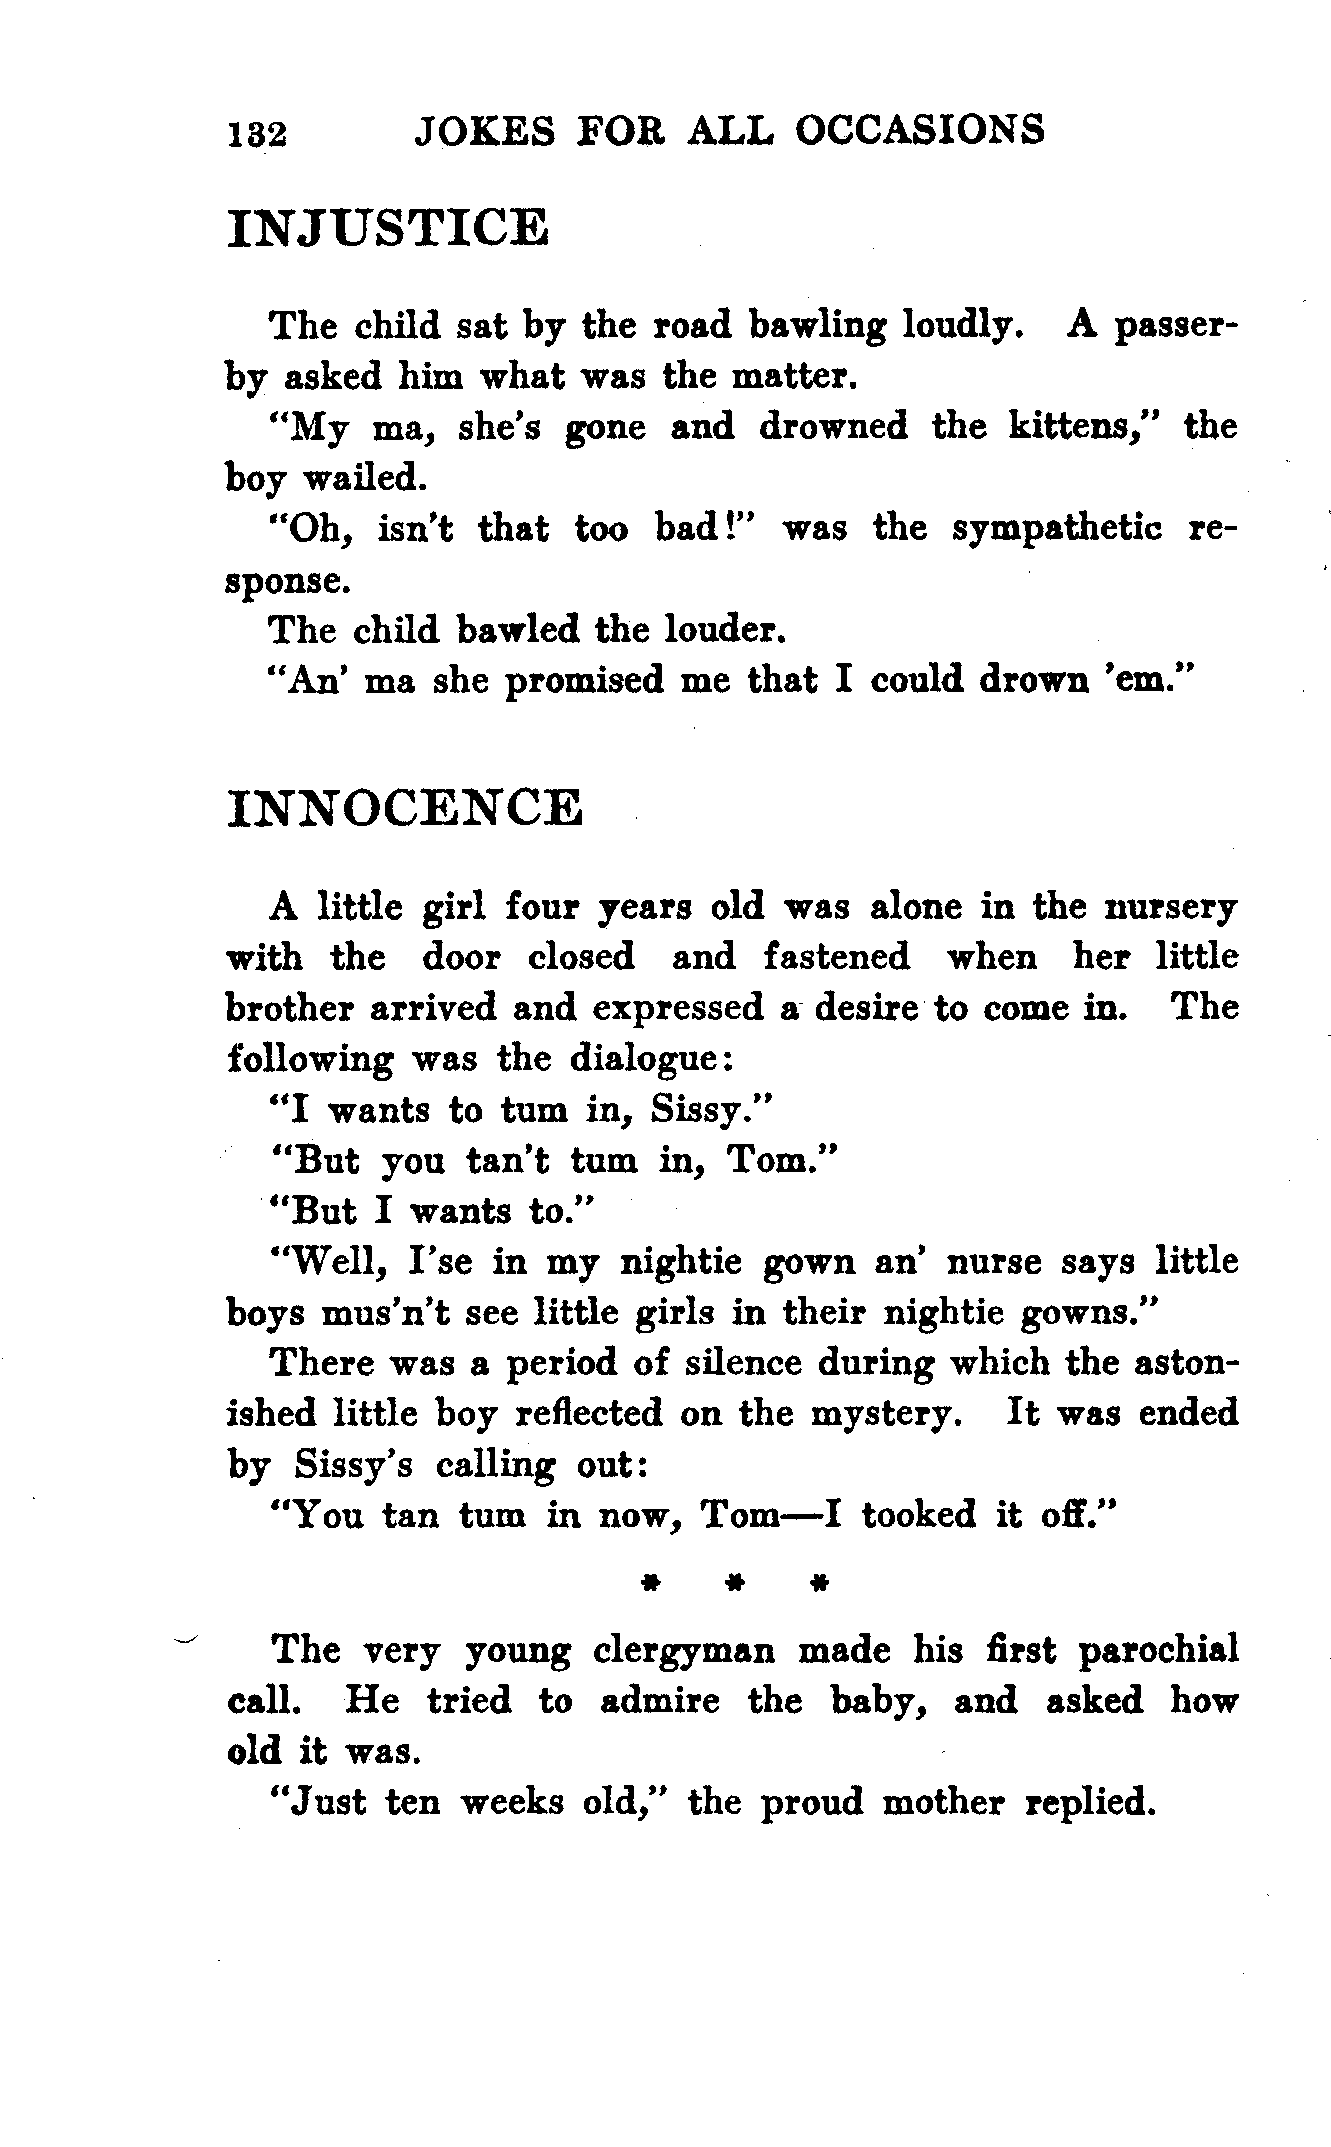 132 JOKES FOR ALL OCCASIONS
INJUSTICE
The child sat by the road bawling loudly. A passer-
by asked him what was the matter.
"My ma, she's gone and drowned the kittens," the
boy wailed.
"Oh, isn't that too bad!" was the sympathetic re-
sponse.
The child bawled the louder.
"An' ma she promised me that I could drown 'em."
INNOCENCE
A little girl four years old was alone in the nursery
with the door closed and fastened when her little
brother arrived and expressed a desire to come in. The
following was the dialogue:
"I wants to tum in, Sissy."
"But you tan't tum in, Tom."
"But I wants to."
"Well, I'se in my nightie gown an' nurse says little
boys mus'n't see little girls in their nightie gowns."
There was a period of silence during which the aston-
ished little boy reflected on the mystery. It was ended
by Sissy's calling out:
"You tan tum in now, Tom—I tooked it off."
* * *
The very young clergyman made his first parochial
call. He tried to admire the baby, and asked how
old it was.
"Just ten weeks old," the proud mother replied.